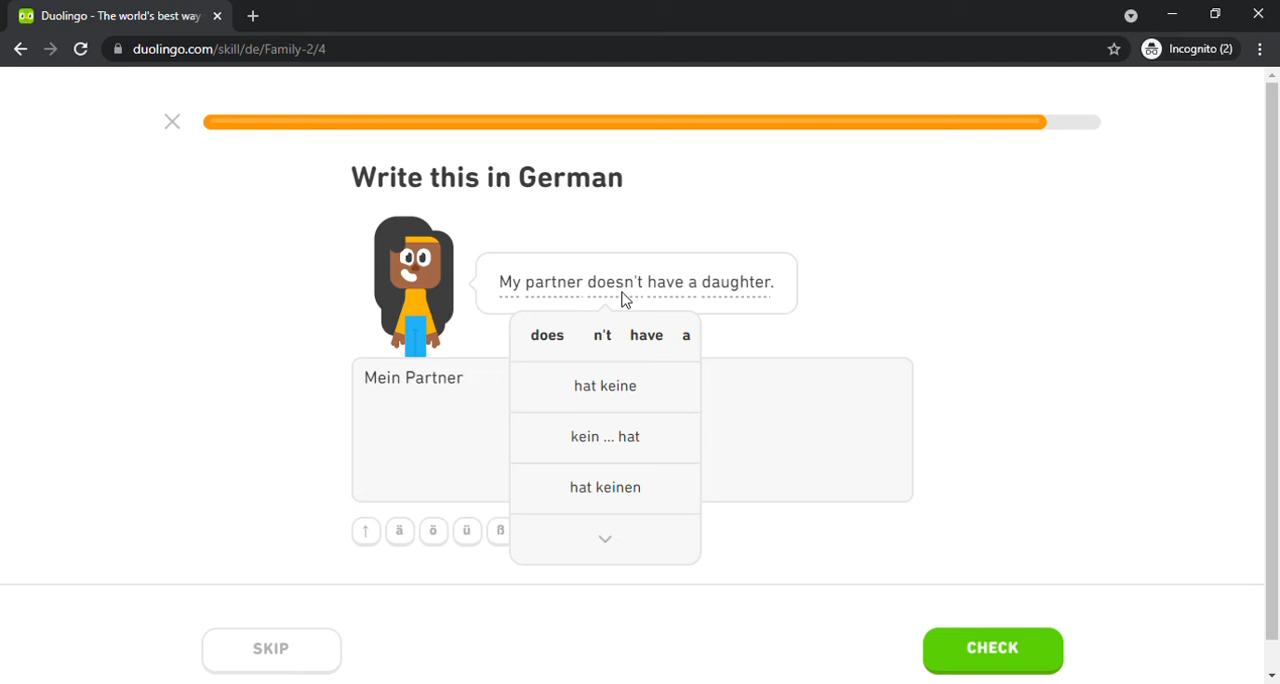 Duolingo - The world's best way
duolingo.com/skill/de/Family-2/4
Incognito (2)
Write this in German
My partner doesn't have a daughter.
does n't have a
hat keine
kein ... hat
hat keinen
Mein Partner
↑ ä ö ü ß
SKIP
CHECK